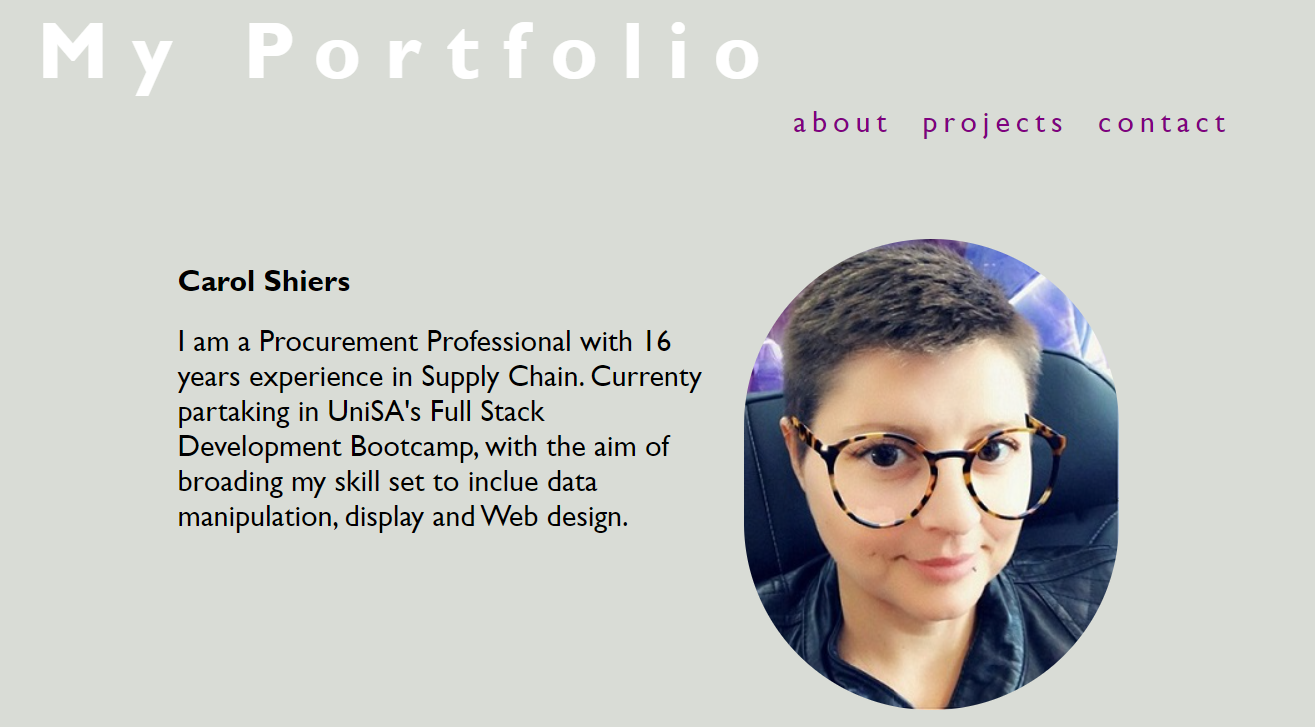 My Portfolio
about projects contact
Carol Shiers
I am a Procurement Professional with 16
years experience in Supply Chain. Currenty
partaking in UniSA's Full Stack
Development Bootcamp, with the aim of
broading my skill set to inclue data
manipulation, display and Web design.